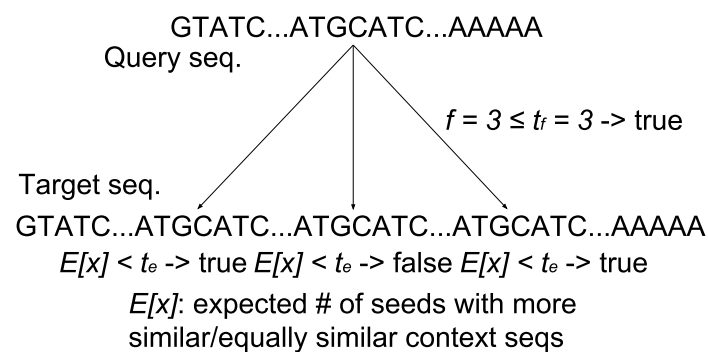 GTATC...ATGCATC...AAAAA
Query seq.
f = 3 ≤ tf = 3 -> true
Target seq.
GTATC...ATGCATC...ATGCATC...ATGCATC...AAAAA
E[x] < te -> true E[x] < te -> false E[x] < te -> true
E[x]: expected # of seeds with more
similar/equally similar context seqs